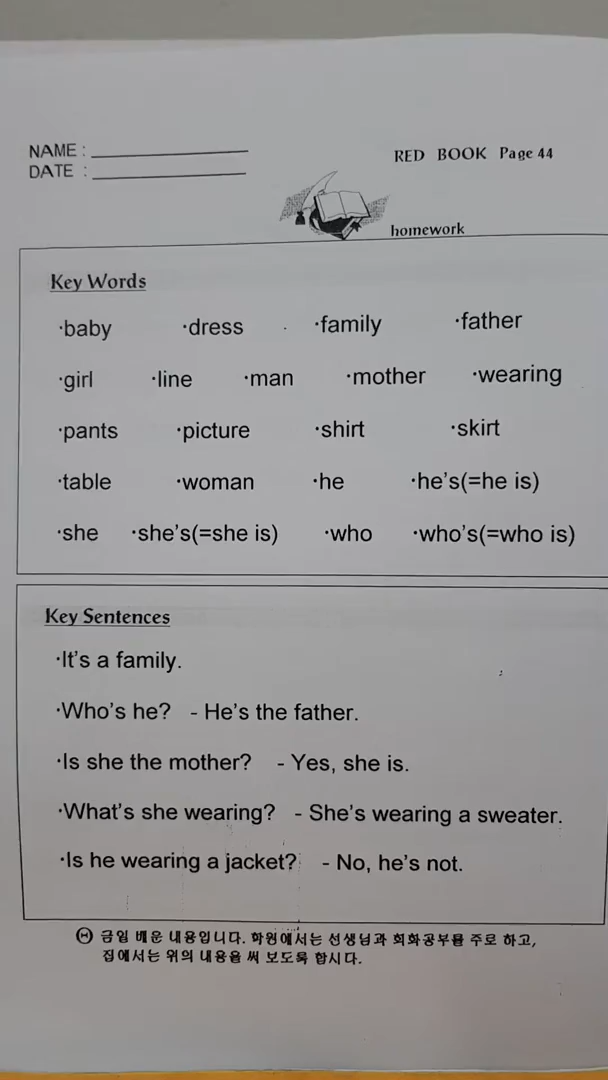 NAME :
RED BOOK Page 44
DATE :
homework
Key Words
·baby ·dress ·family ·father
·girl ·line ·man ·mother ·wearing
·pants ·picture ·shirt ·skirt
·table ·woman ·he ·he's(=he is)
·she ·she's(=she is) ·who ·who's(=who is)
Key Sentences
·It's a family.
·Who's he? - He's the father.
·Is she the mother? - Yes, she is.
·What's she wearing? - She's wearing a sweater.
·Is he wearing a jacket? - No, he's not.
금일 배운 내용입니다. 학원에서는 선생님과 회화공부를 주로 하고,
집에서는 위의 내용을 써 보도록 합시다.